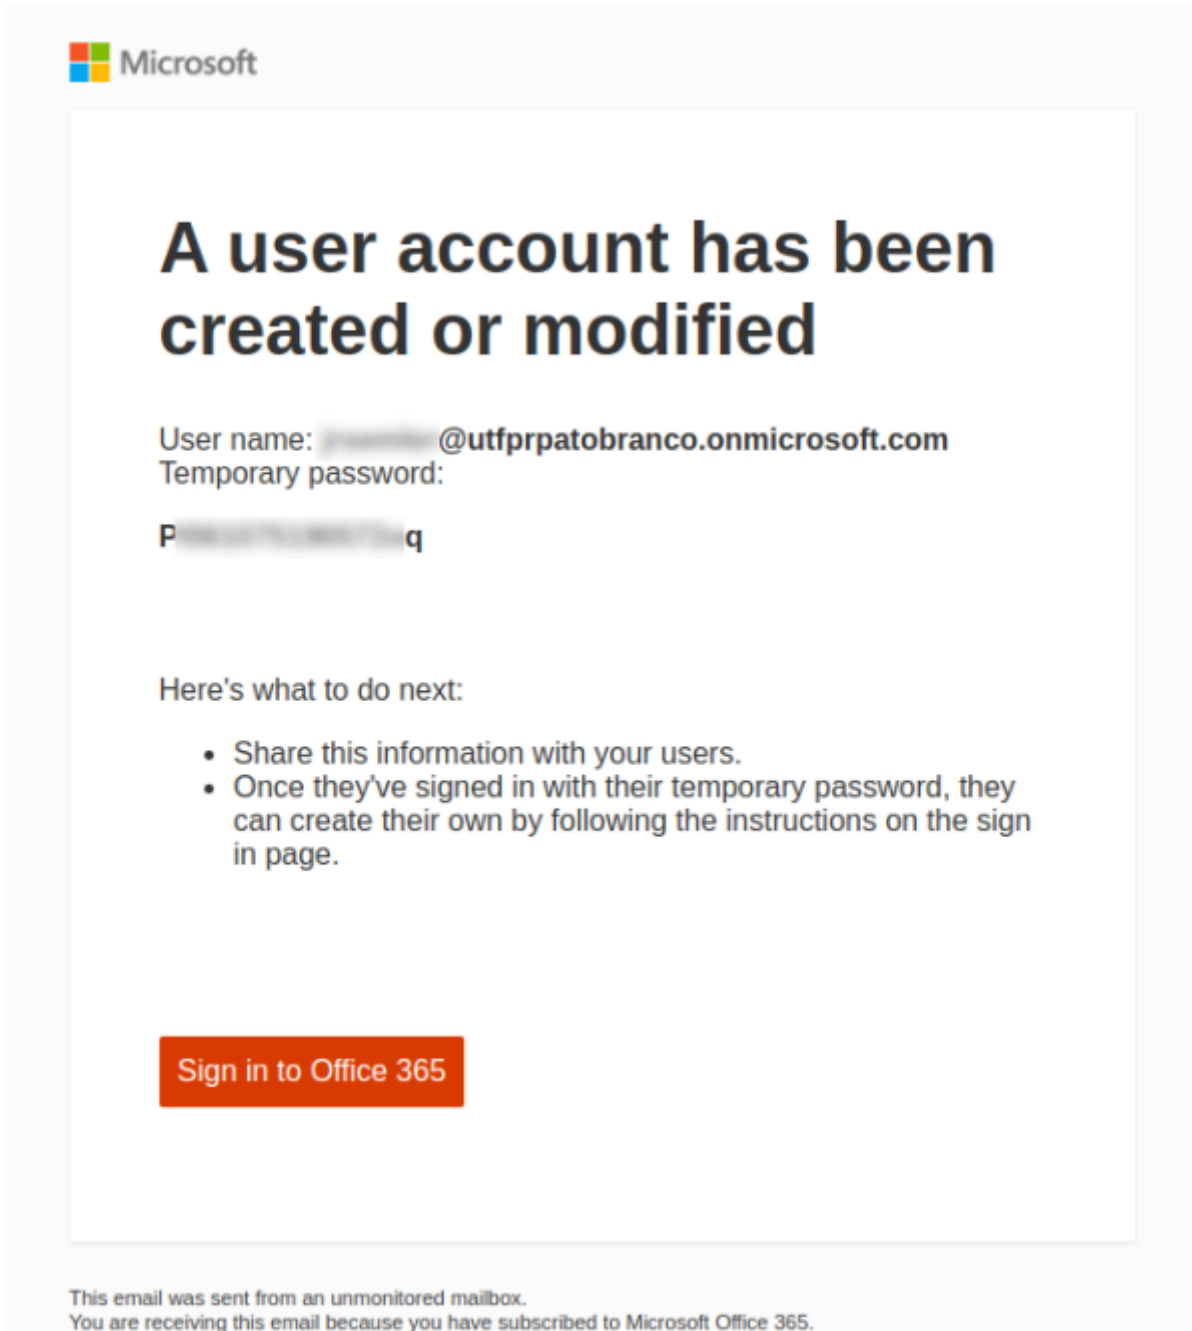 Microsoft
A user account has been
created or modified
User name: @utfprpatobranco.onmicrosoft.com
Temporary password:
Here's what to do next:
• Share this information with your users.
• Once they've signed in with their temporary password, they
can create their own by following the instructions on the sign
in page.
Sign in to Office 365
This email was sent from an unmonitored mailbox.
You are receiving this email because you have subscribed to Microsoft Office 365.